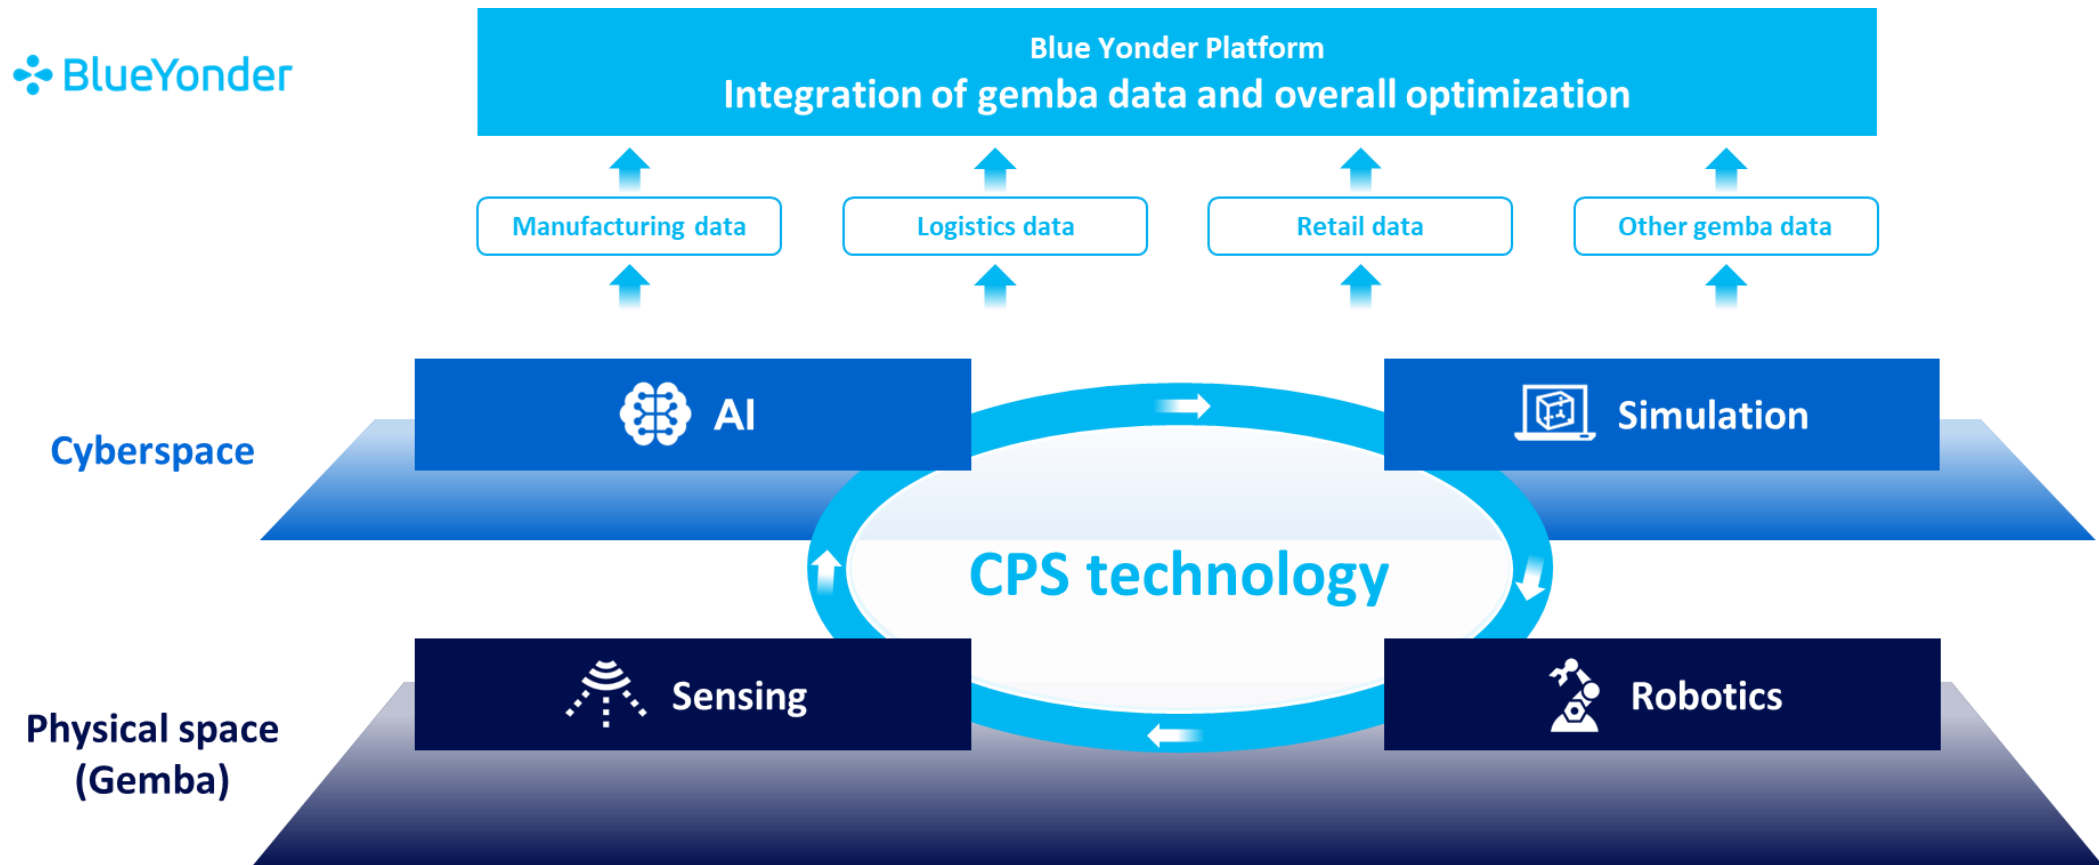 BlueYonder
Blue Yonder Platform
Integration of gemba data and overall optimization
Manufacturing data
Logistics data
Retail data
Other gemba data
Cyberspace
AI
Simulation
CPS technology
Physical space
(Gemba)
Sensing
Robotics